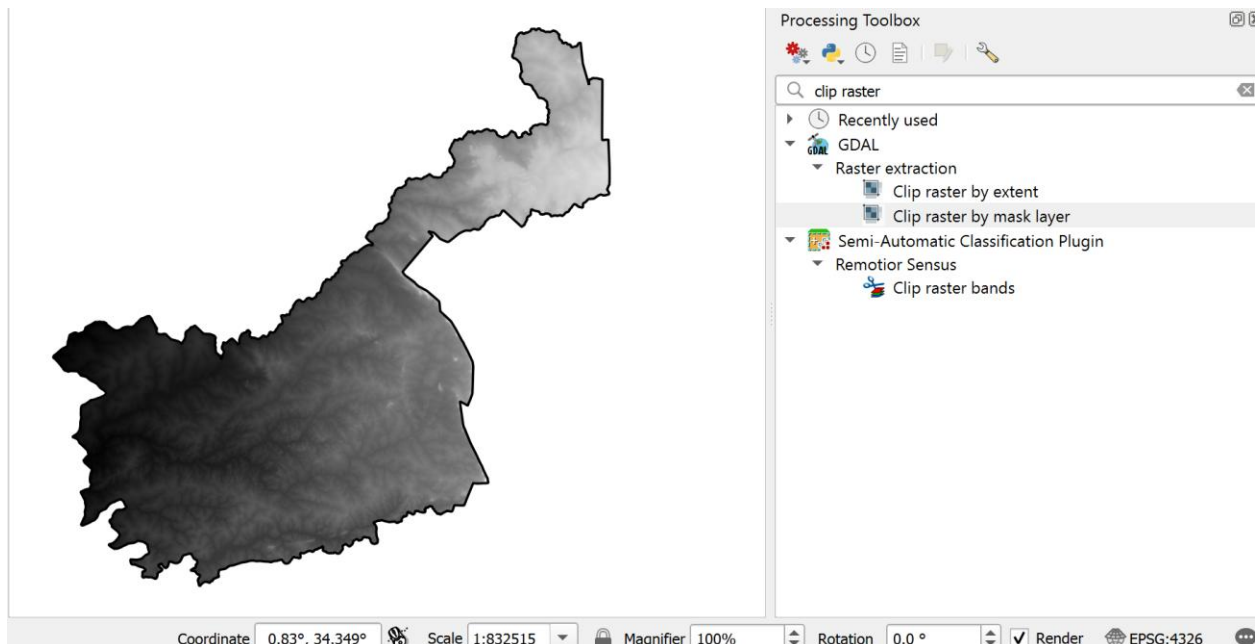 Processing Toolbox
clip raster
Recently used
GDAL
GDAL
Raster extraction
Clip raster by extent
Clip raster by mask layer
Semi-Automatic Classification Plugin
Remotior Sensus
Clip raster bands
Coordinate 0.83°, 34.349° Scale 1:832515 Magnifier 100% Rotation 0.0 ° Render EPSG:4326